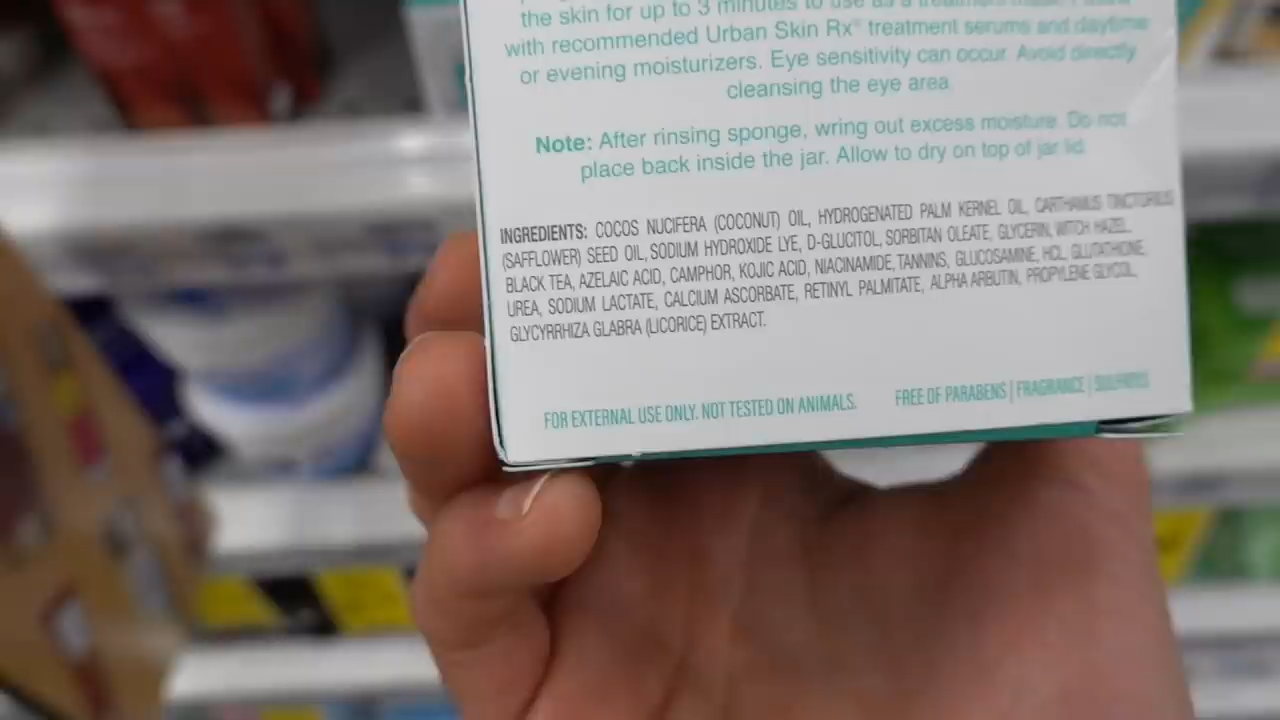 the skin for up to 3 minutes to use as a treatment mask.
with recommended Urban Skin Rx® treatment serums and daytime
or evening moisturizers. Eye sensitivity can occur. Avoid directly
cleansing the eye area.
Note: After rinsing sponge, wring out excess moisture. Do not
place back inside the jar. Allow to dry on top of jar lid.
INGREDIENTS: COCOS NUCIFERA (COCONUT) OIL, HYDROGENATED PALM KERNEL OIL, CARTHAMUS TINCTORIUS
(SAFFLOWER) SEED OIL, SODIUM HYDROXIDE LYE, D-GLUCITOL, SORBITAN OLEATE, GLYCERIN, WITCH HAZEL,
BLACK TEA, AZELAIC ACID, CAMPHOR, KOJIC ACID, NIACINAMIDE, TANNINS, GLUCOSAMINE, HCL, GLUTATHIONE,
UREA, SODIUM LACTATE, CALCIUM ASCORBATE, RETINYL PALMITATE, ALPHA ARBUTIN, PROPYLENE GLYCOL,
GLYCYRRHIZA GLABRA (LICORICE) EXTRACT.
FOR EXTERNAL USE ONLY. NOT TESTED ON ANIMALS.
FREE OF PARABENS | FRAGRANCE | SULFATES